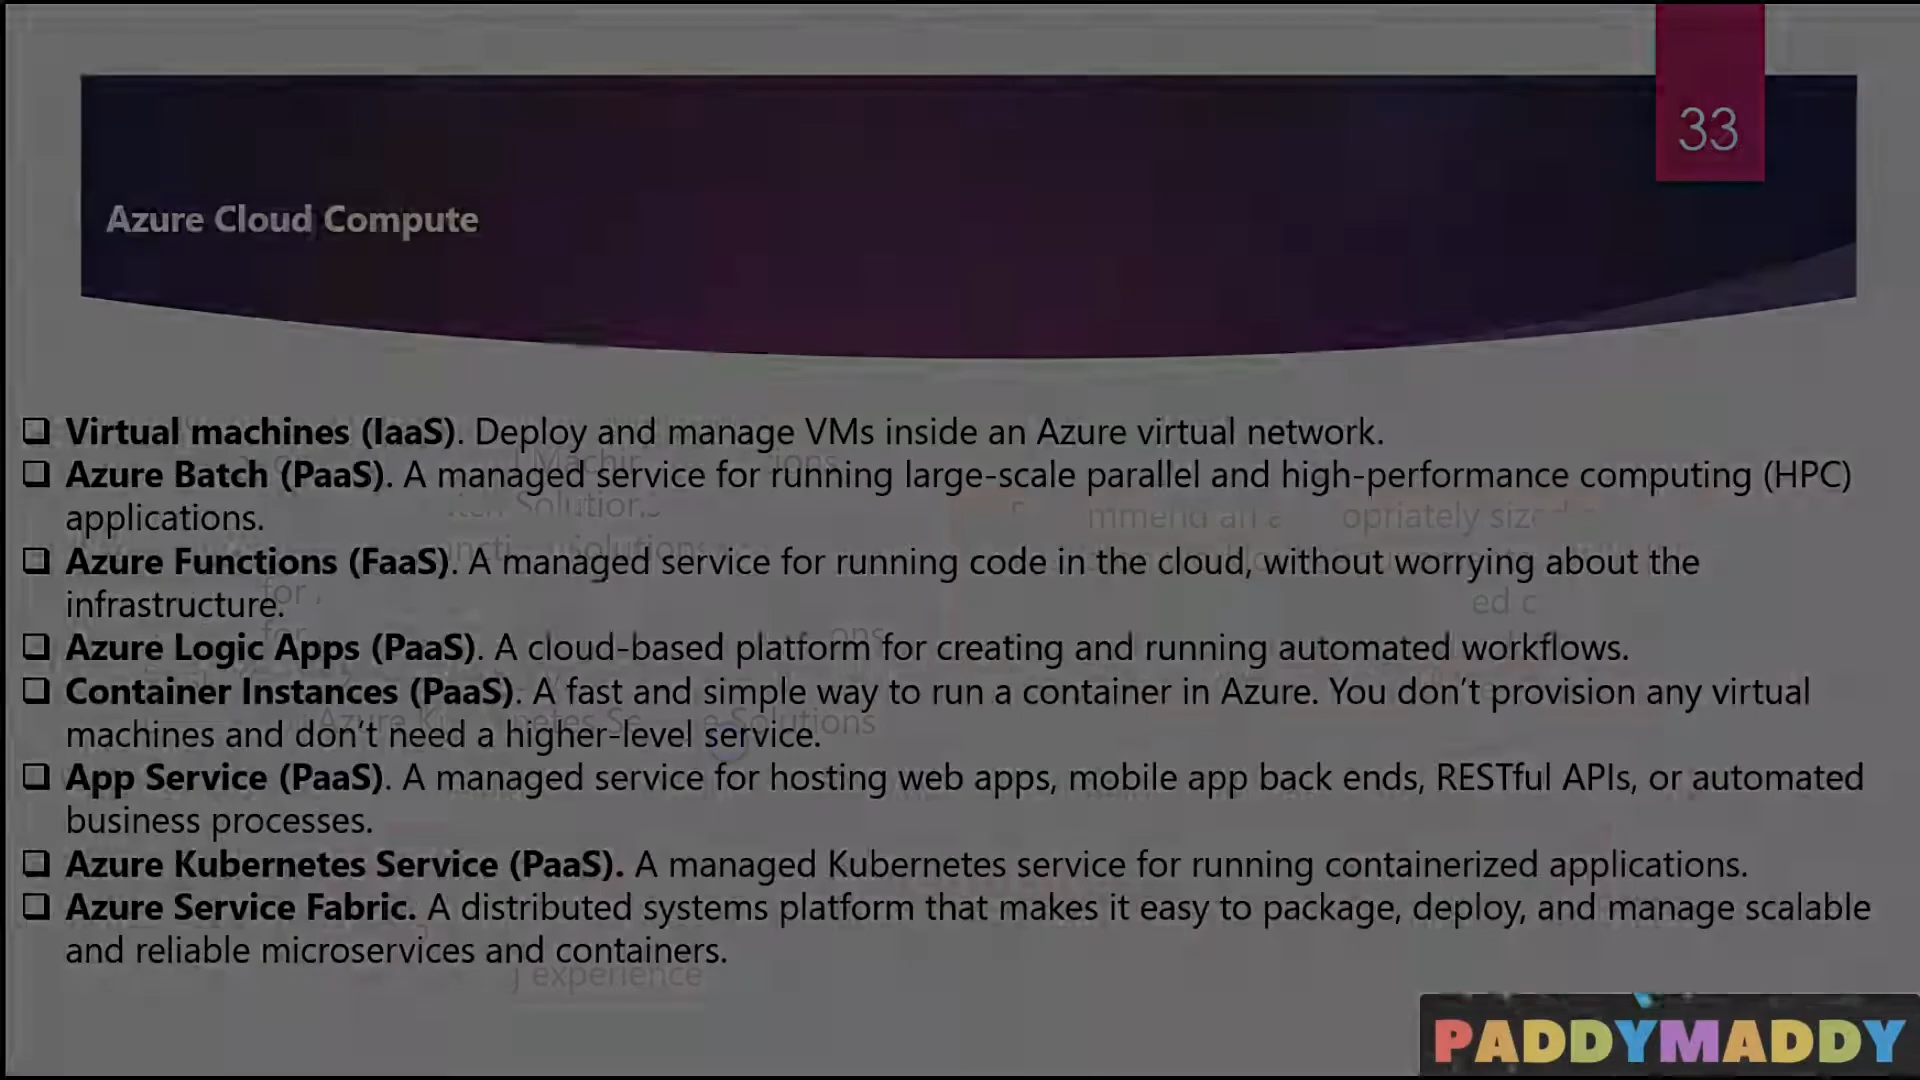 33
Azure Cloud Compute
❑ Virtual machines (IaaS). Deploy and manage VMs inside an Azure virtual network.
❑ Azure Batch (PaaS). A managed service for running large-scale parallel and high-performance computing (HPC)
applications.
❑ Azure Functions (FaaS). A managed service for running code in the cloud, without worrying about the
infrastructure.
❑ Azure Logic Apps (PaaS). A cloud-based platform for creating and running automated workflows.
❑ Container Instances (PaaS). A fast and simple way to run a container in Azure. You don’t provision any virtual
machines and don’t need a higher-level service.
❑ App Service (PaaS). A managed service for hosting web apps, mobile app back ends, RESTful APIs, or automated
business processes.
❑ Azure Kubernetes Service (PaaS). A managed Kubernetes service for running containerized applications.
❑ Azure Service Fabric. A distributed systems platform that makes it easy to package, deploy, and manage scalable
and reliable microservices and containers.
experience
PADDYMADDY